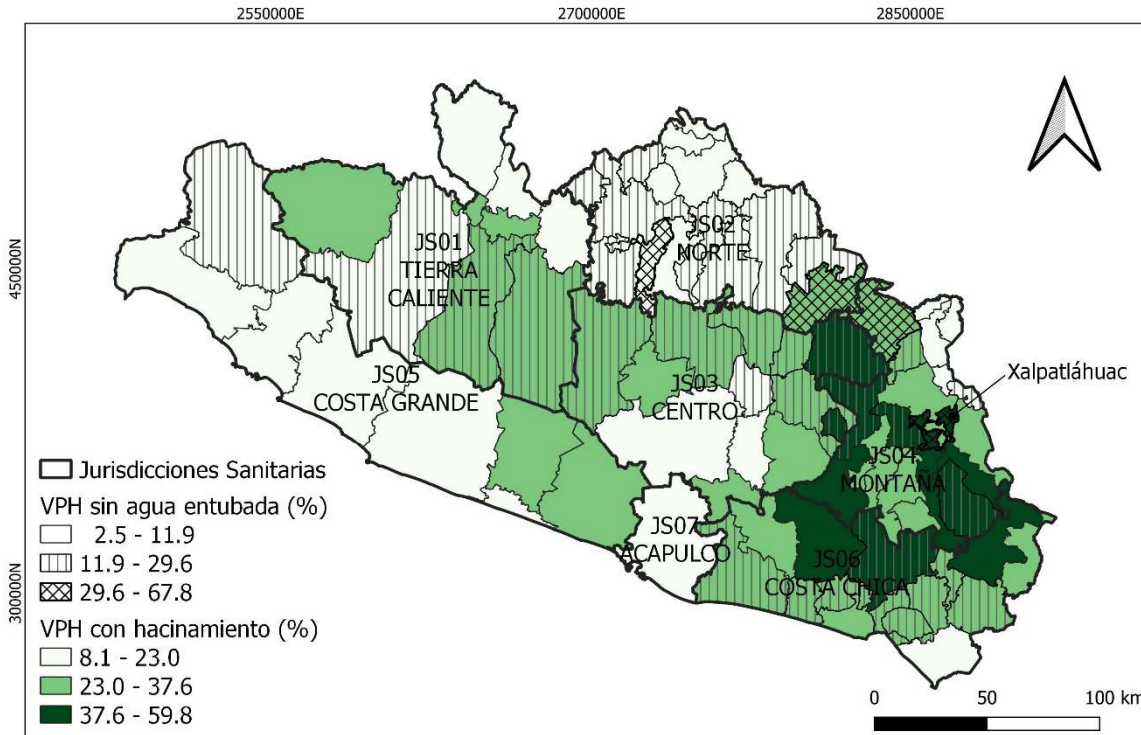 2550000E
2700000E
2850000E
450000N
300000N
JS01
TIERRA
CALIENTE
JS02
NORTE
JS05
COSTA GRANDE
JS03
CENTRO
Xalpatláhuac
JS04
MONTAÑA
JS07
ACAPULCO
JS06
COSTA CHICA
Jurisdicciones Sanitarias
VPH sin agua entubada (%)
2.5 - 11.9
11.9 - 29.6
29.6 - 67.8
VPH con hacinamiento (%)
8.1 - 23.0
23.0 - 37.6
37.6 - 59.8
0 50 100 km